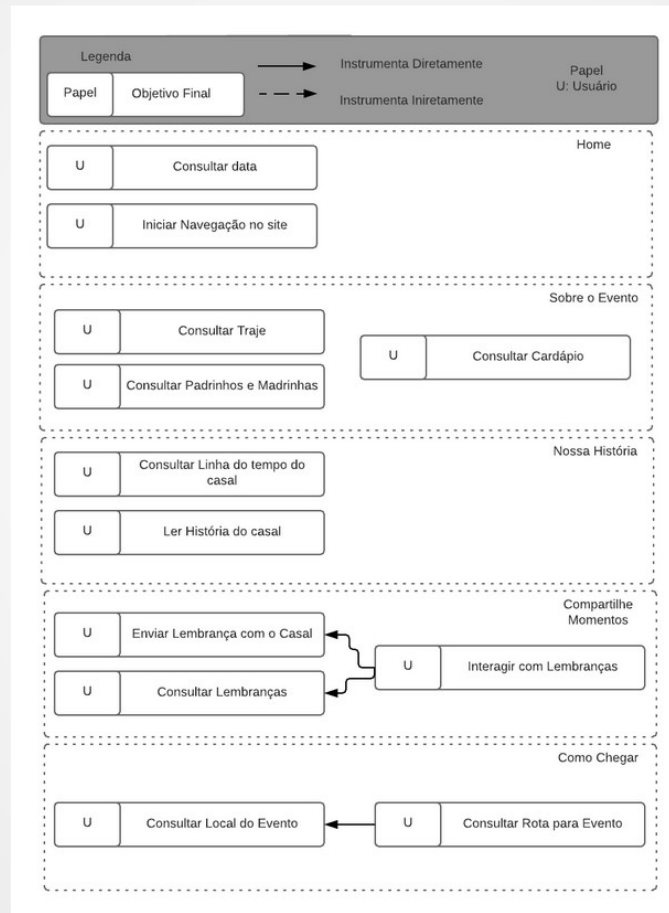 Legenda
Papel
Objetivo Final
Instrumenta Diretamente
Instrumenta Iniretamente
Papel
U: Usuário
Home
U
Consultar data
U
Iniciar Navegação no site
Sobre o Evento
U
Consultar Traje
U
Consultar Cardápio
U
Consultar Padrinhos e Madrinhas
Nossa História
U
Consultar Linha do tempo do
casal
U
Ler História do casal
Compartilhe
Momentos
U
Enviar Lembrança com o Casal
U
Interagir com Lembranças
U
Consultar Lembranças
Como Chegar
U
Consultar Local do Evento
U
Consultar Rota para Evento